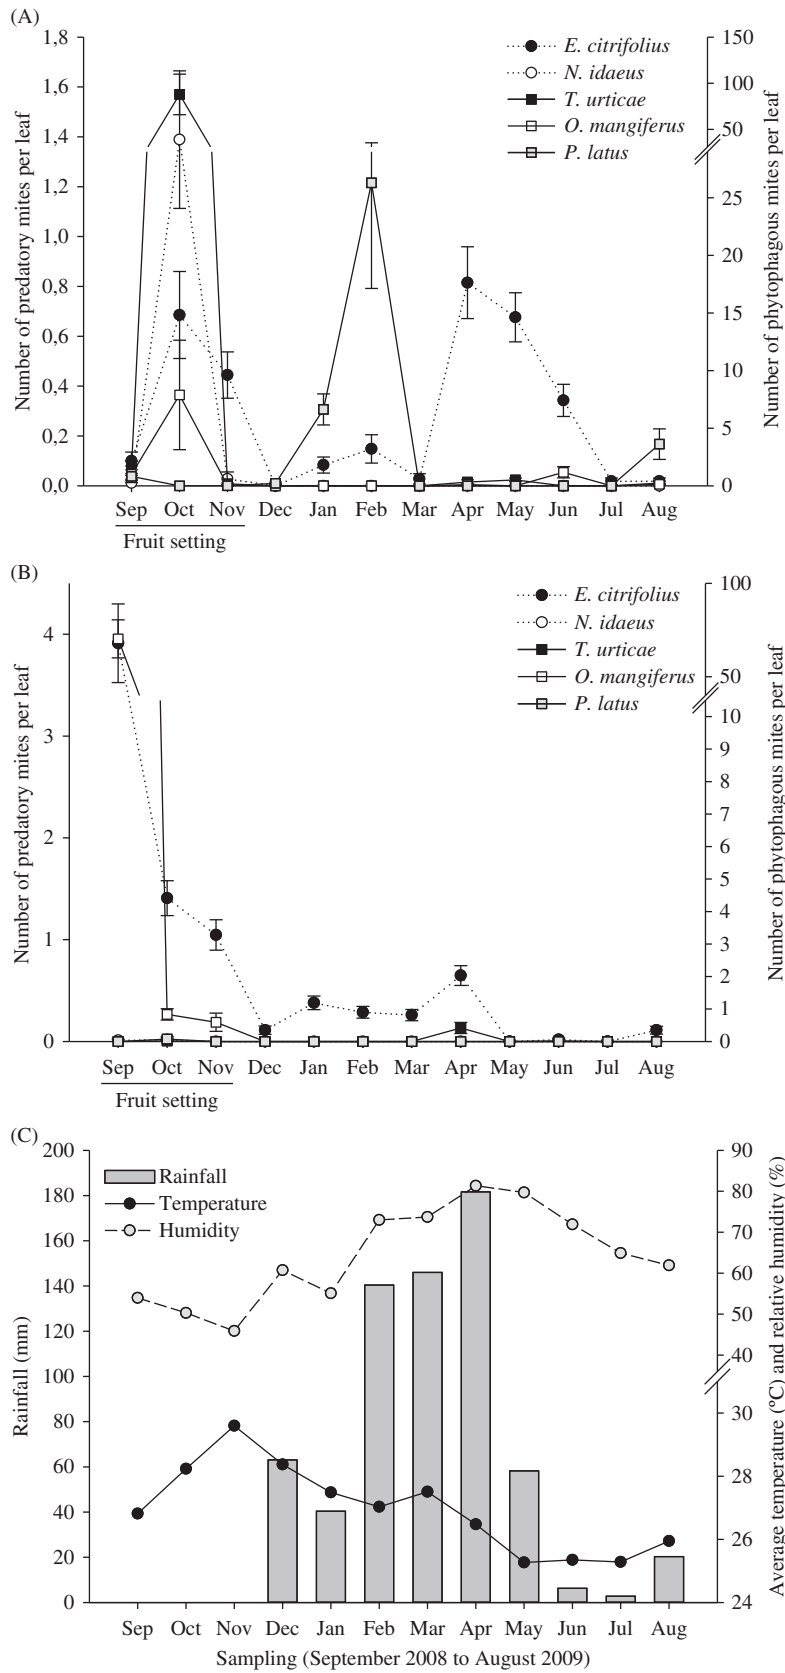 (A)
Number of predatory mites per leaf
1,8
1,6
1,4
1,2
1,0
0,8
0,6
0,4
0,2
0,0
E. citrifolius
N. idaeus
T. urticae
O. mangiferus
P. latus
150
100
50
25
20
15
10
5
0
Number of phytophagous mites per leaf
Sep Oct Nov Dec Jan Feb Mar Apr May Jun Jul Aug
Fruit setting
(B)
Number of predatory mites per leaf
4
3
2
1
0
E. citrifolius
N. idaeus
T. urticae
O. mangiferus
P. latus
100
50
10
9
8
7
6
5
4
3
2
1
0
Number of phytophagous mites per leaf
Sep Oct Nov Dec Jan Feb Mar Apr May Jun Jul Aug
Fruit setting
(C)
Rainfall (mm)
200
180
160
140
120
100
80
60
40
20
0
Rainfall
Temperature
Humidity
90
80
70
60
50
40
30
28
26
24
Average temperature (ºC) and relative humidity (%)
Sep Oct Nov Dec Jan Feb Mar Apr May Jun Jul Aug
Sampling (September 2008 to August 2009)